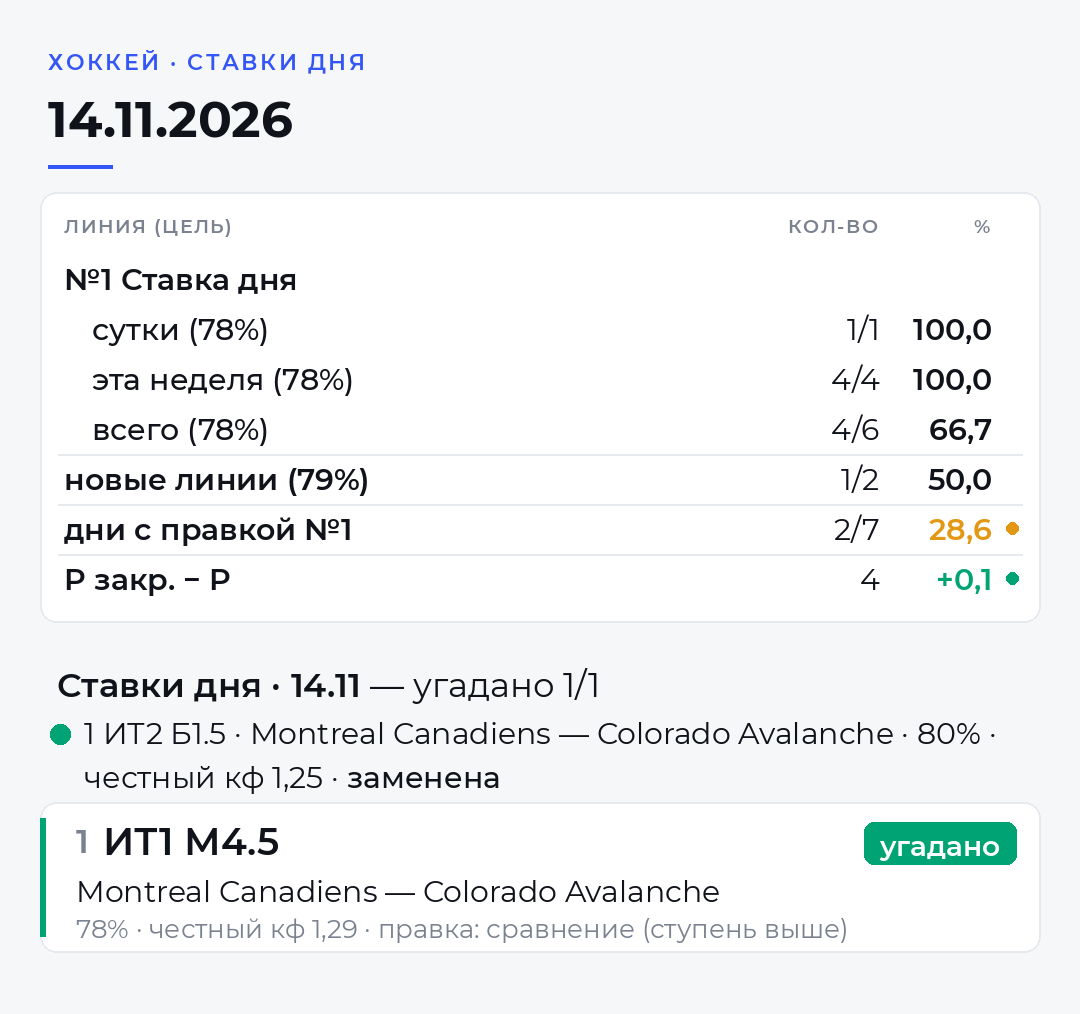 ХОККЕЙ · СТАВКИ ДНЯ
14.11.2026
ЛИНИЯ (ЦЕЛЬ) КОЛ-ВО %
№1 Ставка дня
сутки (78%) 1/1 100,0
эта неделя (78%) 4/4 100,0
всего (78%) 4/6 66,7
новые линии (79%) 1/2 50,0
дни с правкой №1 2/7 28,6
Р закр. − Р 4 +0,1
Ставки дня · 14.11 — угадано 1/1
1 ИТ2 Б1.5 · Montreal Canadiens — Colorado Avalanche · 80% ·
честный кф 1,25 · заменена
1 ИТ1 М4.5 угадано
Montreal Canadiens — Colorado Avalanche
78% · честный кф 1,29 · правка: сравнение (ступень выше)